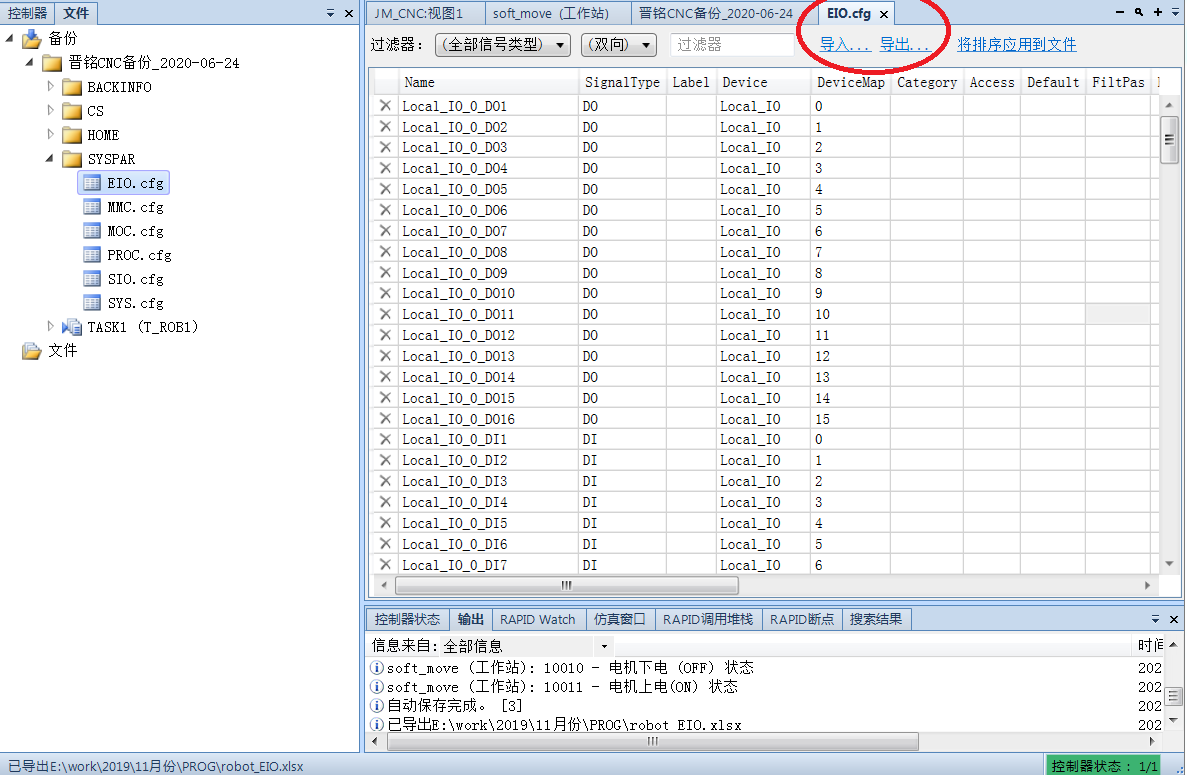 控制器 文件
备份
晋铭CNC备份_2020-06-24
BACKINFO
CS
HOME
SYSPAR
EIO.cfg
MMC.cfg
MOC.cfg
PROC.cfg
SIO.cfg
SYS.cfg
TASK1 (T_ROB1)
文件
JM_CNC:视图1 soft_move (工作站) 晋铭CNC备份_2020-06-24 EIO.cfg
过滤器： (全部信号类型) (双向) 过滤器 导入... 导出... 将排序应用到文件
Name SignalType Label Device DeviceMap Category Access Default FiltPas
Local_IO_0_DO1 DO Local_IO 0
Local_IO_0_DO2 DO Local_IO 1
Local_IO_0_DO3 DO Local_IO 2
Local_IO_0_DO4 DO Local_IO 3
Local_IO_0_DO5 DO Local_IO 4
Local_IO_0_DO6 DO Local_IO 5
Local_IO_0_DO7 DO Local_IO 6
Local_IO_0_DO8 DO Local_IO 7
Local_IO_0_DO9 DO Local_IO 8
Local_IO_0_DO10 DO Local_IO 9
Local_IO_0_DO11 DO Local_IO 10
Local_IO_0_DO12 DO Local_IO 11
Local_IO_0_DO13 DO Local_IO 12
Local_IO_0_DO14 DO Local_IO 13
Local_IO_0_DO15 DO Local_IO 14
Local_IO_0_DO16 DO Local_IO 15
Local_IO_0_DI1 DI Local_IO 0
Local_IO_0_DI2 DI Local_IO 1
Local_IO_0_DI3 DI Local_IO 2
Local_IO_0_DI4 DI Local_IO 3
Local_IO_0_DI5 DI Local_IO 4
Local_IO_0_DI6 DI Local_IO 5
Local_IO_0_DI7 DI Local_IO 6
控制器状态 输出 RAPID Watch 仿真窗口 RAPID调用堆栈 RAPID断点 搜索结果
信息来自： 全部信息 时间
soft_move (工作站): 10010 - 电机下电 (OFF) 状态 202
soft_move (工作站): 10011 - 电机上电(ON) 状态 202
自动保存完成。 [3] 202
已导出E:\work\2019\11月份\PROG\robot_EIO.xlsx 202
已导出E:\work\2019\11月份\PROG\robot_EIO.xlsx 控制器状态： 1/1